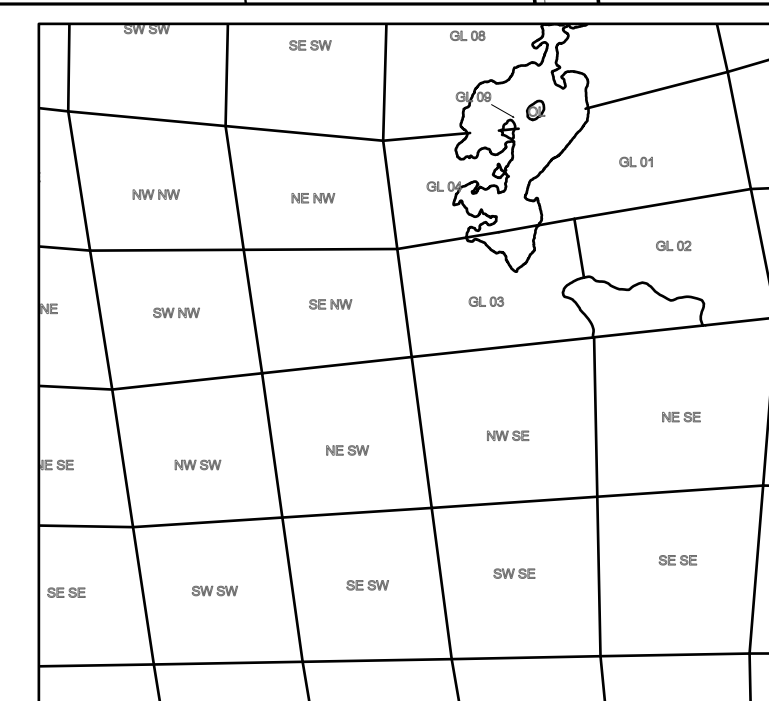 SW SW
SE SW
GL 08
GL 09
OL
GL 01
NW NW
NE NW
GL 04
GL 02
NE
SW NW
SE NW
GL 03
NE SE
NW SW
NE SW
NW SE
NE SE
SE SE
SW SW
SE SW
SW SE
SE SE